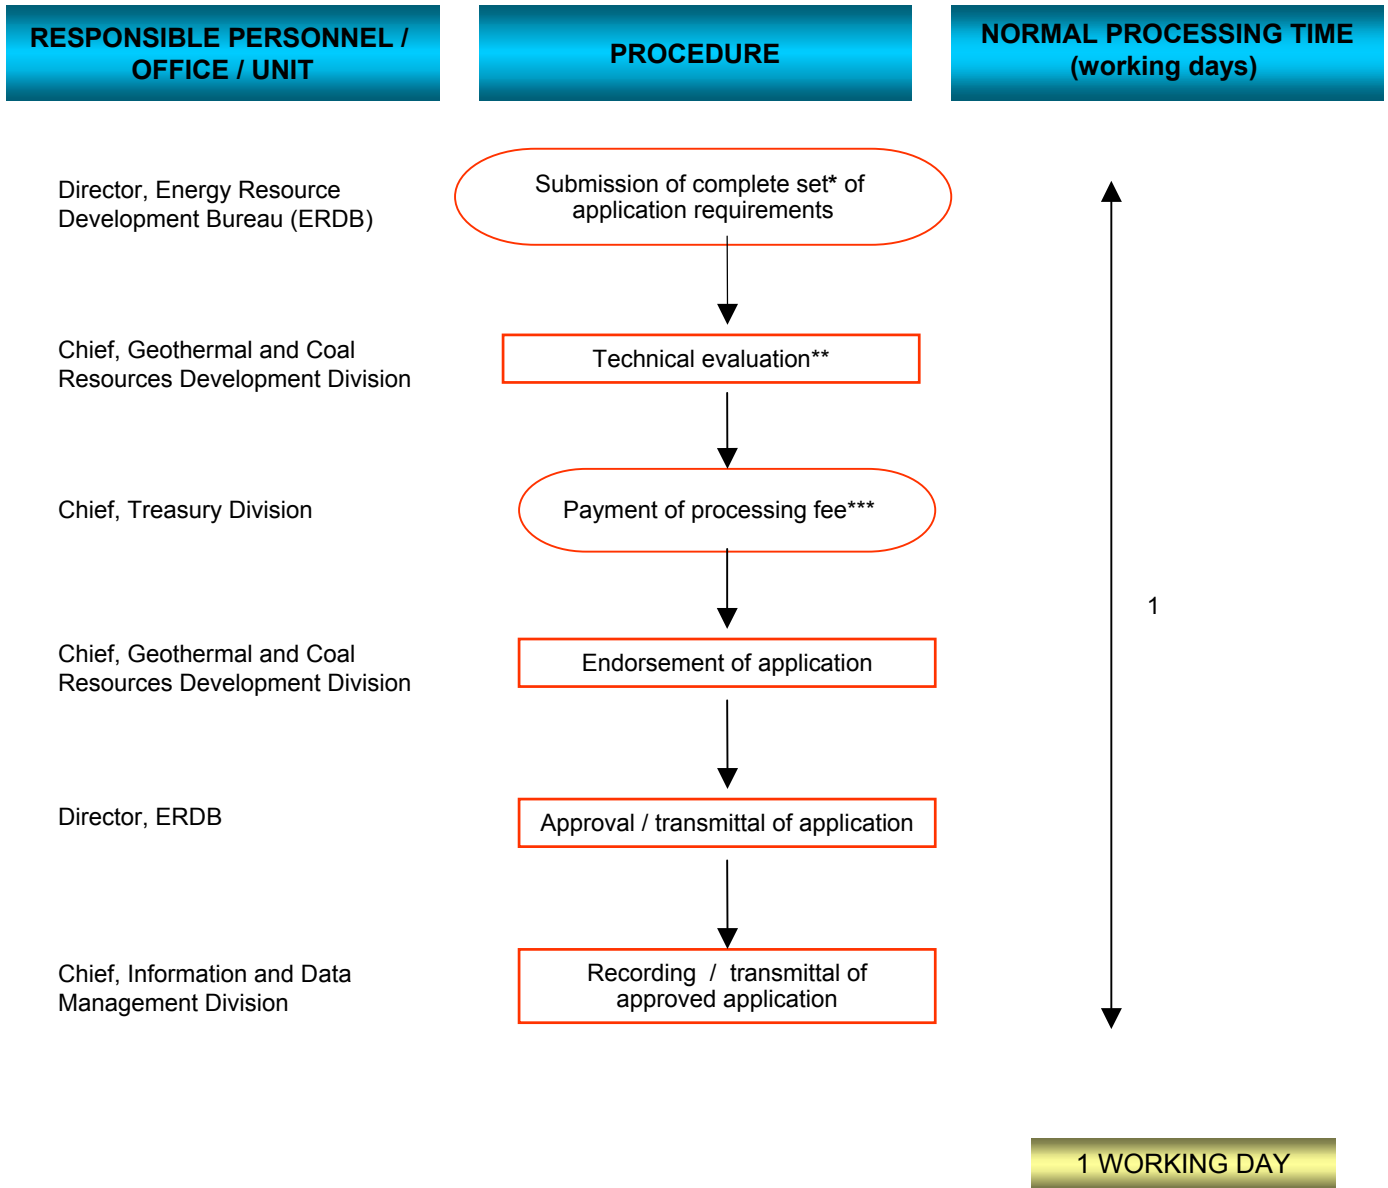 RESPONSIBLE PERSONNEL /
OFFICE / UNIT
PROCEDURE
NORMAL PROCESSING TIME
(working days)
Director, Energy Resource
Development Bureau (ERDB)
Submission of complete set* of
application requirements
Chief, Geothermal and Coal
Resources Development Division
Technical evaluation**
Chief, Treasury Division
Payment of processing fee***
1
Chief, Geothermal and Coal
Resources Development Division
Endorsement of application
Director, ERDB
Approval / transmittal of application
Chief, Information and Data
Management Division
Recording / transmittal of
approved application
1 WORKING DAY